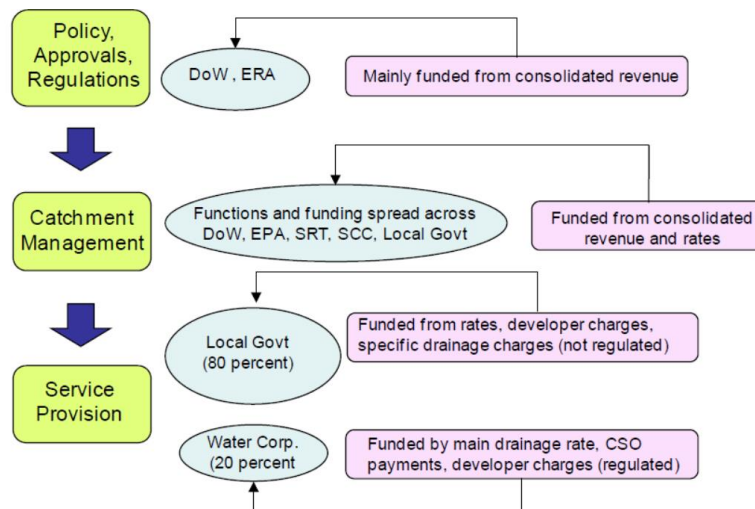 Policy,
Approvals,
Regulations
DoW , ERA
Mainly funded from consolidated revenue
Catchment
Management
Functions and funding spread across
DoW, EPA, SRT, SCC, Local Govt
Funded from consolidated
revenue and rates
Local Govt
(80 percent)
Funded from rates, developer charges,
specific drainage charges (not regulated)
Service
Provision
Water Corp.
(20 percent
Funded by main drainage rate, CSO
payments, developer charges (regulated)